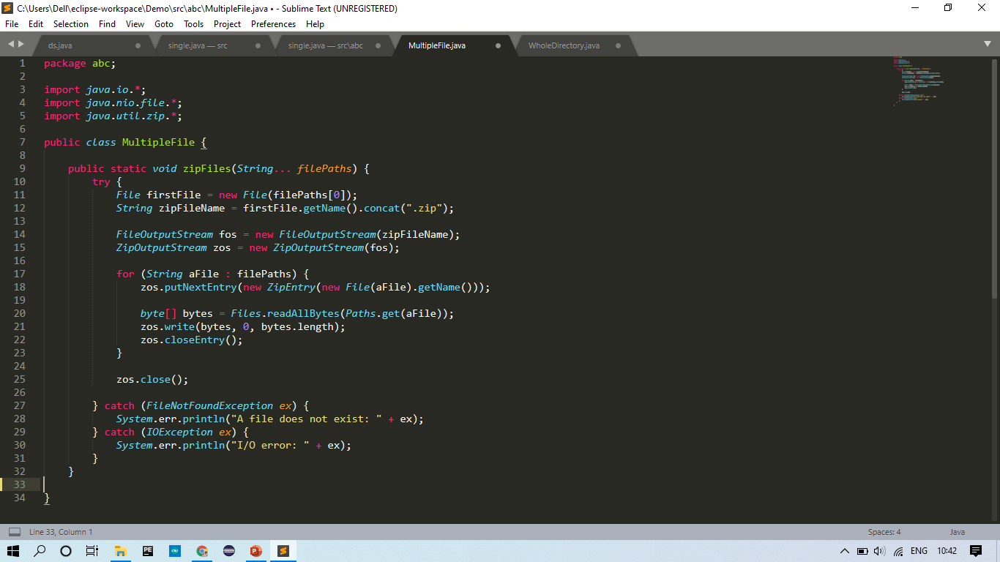 C:\Users\Dell\eclipse-workspace\Demo\src\abc\MultipleFile.java • - Sublime Text (UNREGISTERED)
File Edit Selection Find View Goto Tools Project Preferences Help
ds.java single.java — src single.java — src\abc MultipleFile.java WholeDirectory.java
1 package abc;
2
3 import java.io.*;
4 import java.nio.file.*;
5 import java.util.zip.*;
6
7 public class MultipleFile {
8
9 public static void zipFiles(String... filePaths) {
10 try {
11 File firstFile = new File(filePaths[0]);
12 String zipFileName = firstFile.getName().concat(".zip");
13
14 FileOutputStream fos = new FileOutputStream(zipFileName);
15 ZipOutputStream zos = new ZipOutputStream(fos);
16
17 for (String aFile : filePaths) {
18 zos.putNextEntry(new ZipEntry(new File(aFile).getName()));
19
20 byte[] bytes = Files.readAllBytes(Paths.get(aFile));
21 zos.write(bytes, 0, bytes.length);
22 zos.closeEntry();
23 }
24
25 zos.close();
26
27 } catch (FileNotFoundException ex) {
28 System.err.println("A file does not exist: " + ex);
29 } catch (IOException ex) {
30 System.err.println("I/O error: " + ex);
31 }
32 }
33
34 }
Line 33, Column 1 Spaces: 4 Java
PE P S ENG 10:42